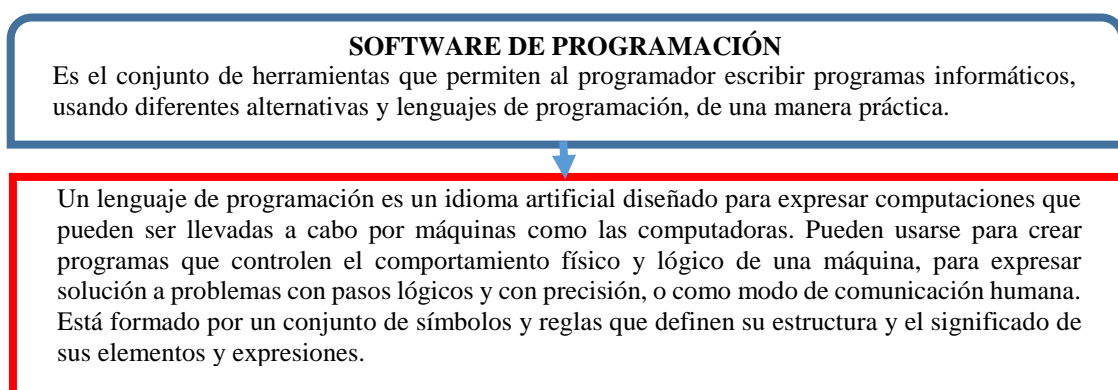 SOFTWARE DE PROGRAMACIÓN
Es el conjunto de herramientas que permiten al programador escribir programas informáticos,
usando diferentes alternativas y lenguajes de programación, de una manera práctica.
Un lenguaje de programación es un idioma artificial diseñado para expresar computaciones que
pueden ser llevadas a cabo por máquinas como las computadoras. Pueden usarse para crear
programas que controlen el comportamiento físico y lógico de una máquina, para expresar
solución a problemas con pasos lógicos y con precisión, o como modo de comunicación humana.
Está formado por un conjunto de símbolos y reglas que definen su estructura y el significado de
sus elementos y expresiones.